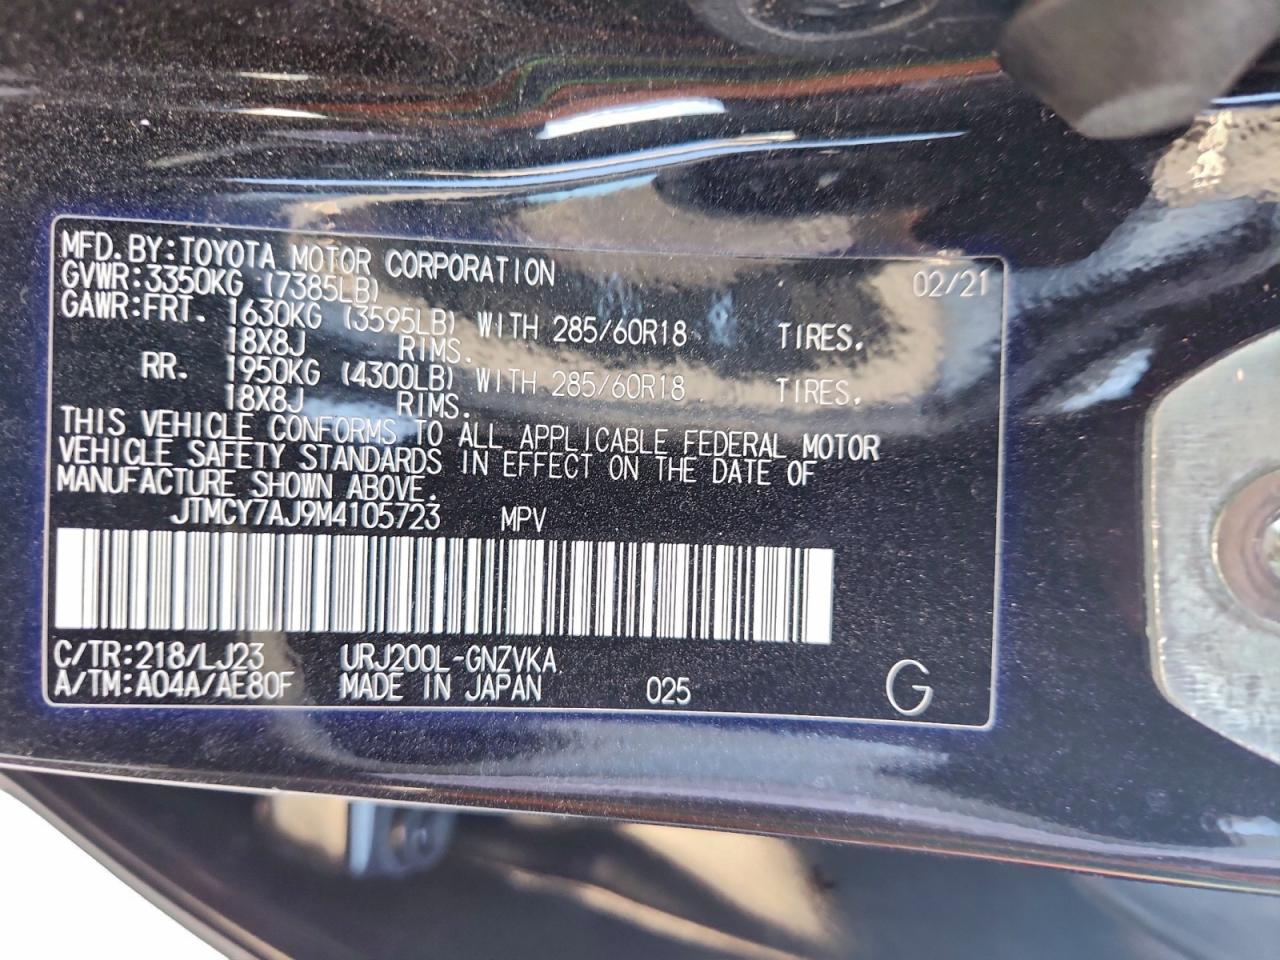 MFD. BY: TOYOTA MOTOR CORPORATION 02/21
GVWR: 3350KG (7385LB)
GAWR: FRT. 1630KG (3595LB) WITH 285/60R18 TIRES.
18X8J RIMS.
RR. 1950KG (4300LB) WITH 285/60R18 TIRES.
18X8J RIMS.
THIS VEHICLE CONFORMS TO ALL APPLICABLE FEDERAL MOTOR
VEHICLE SAFETY STANDARDS IN EFFECT ON THE DATE OF
MANUFACTURE SHOWN ABOVE.
JTMCY7AJ9M4105723 MPV
C/TR: 218/LJ23 URJ200L-GNZVKA
A/TM: A04A/AE80F MADE IN JAPAN 025 G